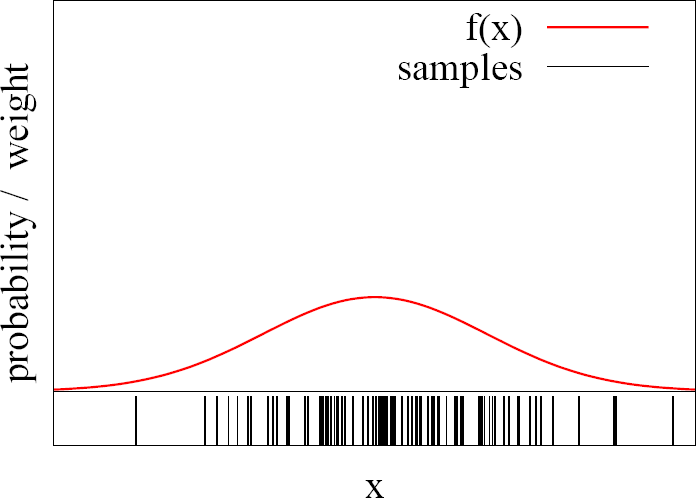 f(x)
samples
probability / weight
x